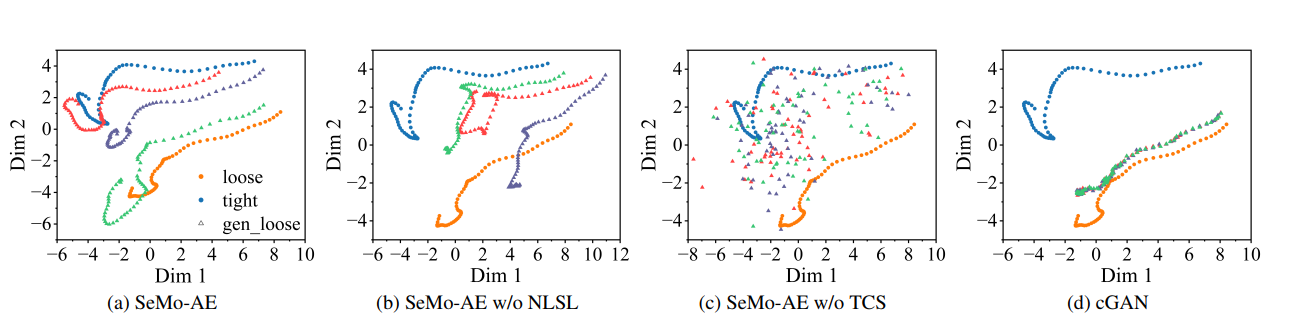 4
2
0
−2
−4
−6
Dim 2
−6 −4 −2 0 2 4 6 8 10
Dim 1
loose
tight
gen_loose
(a) SeMo-AE
4
2
0
−2
−4
Dim 2
−6 −4 −2 0 2 4 6 8 10 12
Dim 1
(b) SeMo-AE w/o NLSL
4
2
0
−2
−4
Dim 2
−8 −6 −4 −2 0 2 4 6 8 10
Dim 1
(c) SeMo-AE w/o TCS
4
2
0
−2
−4
Dim 2
−6 −4 −2 0 2 4 6 8 10
Dim 1
(d) cGAN